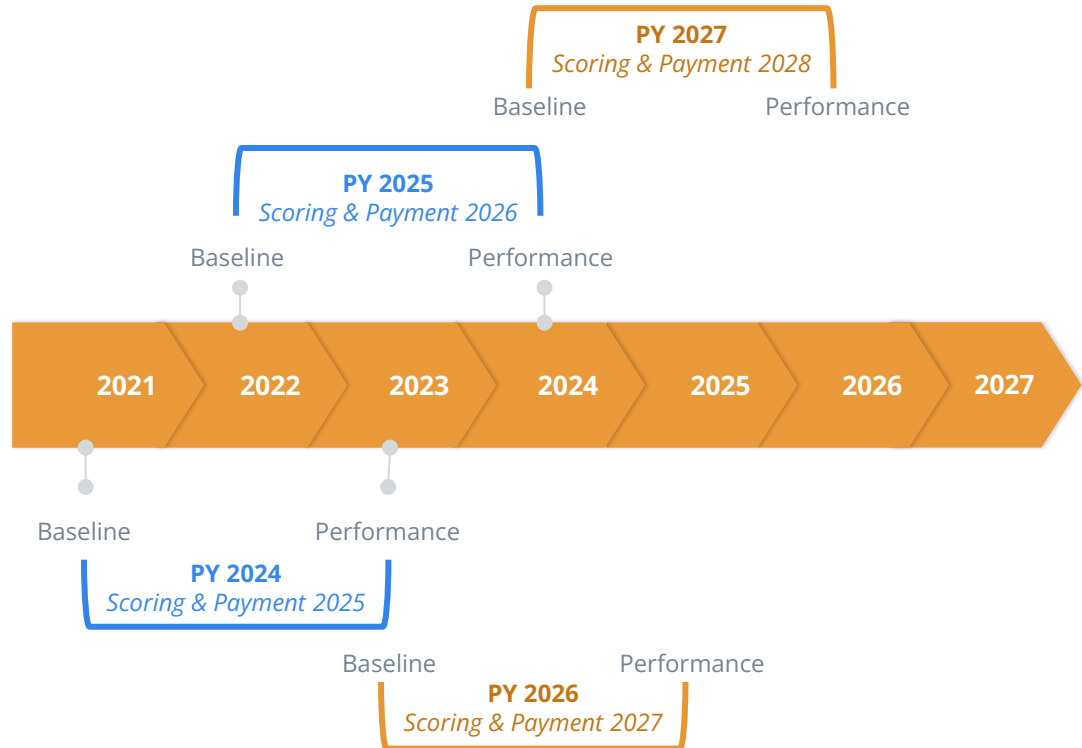 PY 2027
Scoring & Payment 2028
Baseline
Performance
PY 2025
Scoring & Payment 2026
Baseline
Performance
2021
2022
2023
2024
2025
2026
2027
Baseline
Performance
PY 2024
Scoring & Payment 2025
Baseline
Performance
PY 2026
Scoring & Payment 2027